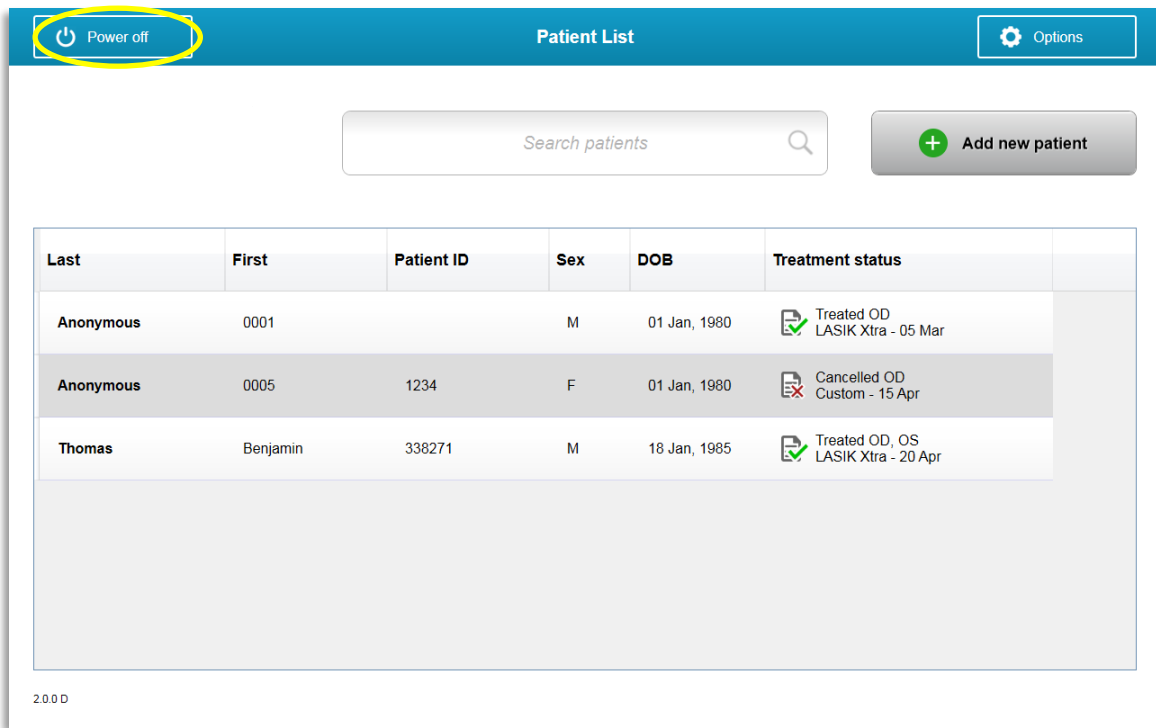 Power off
Patient List
Options
Search patients
Add new patient
Last First Patient ID Sex DOB Treatment status
Anonymous 0001 M 01 Jan, 1980 Treated OD
LASIK Xtra - 05 Mar
Anonymous 0005 1234 F 01 Jan, 1980 Cancelled OD
Custom - 15 Apr
Thomas Benjamin 338271 M 18 Jan, 1985 Treated OD, OS
LASIK Xtra - 20 Apr
2.0.0 D